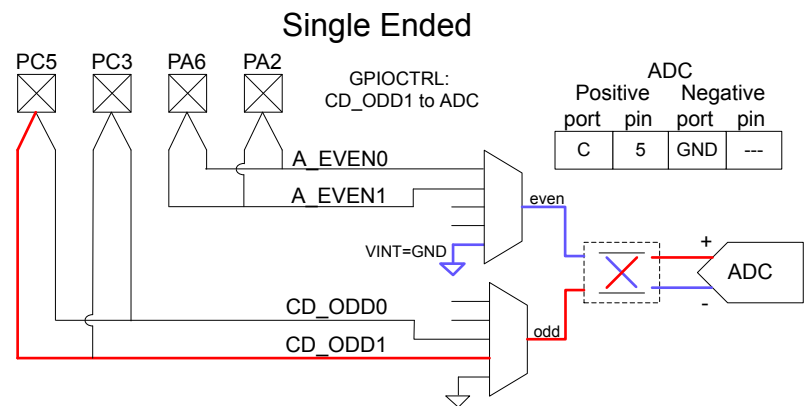 Single Ended
PC5 PC3 PA6 PA2
GPIOCTRL:
CD_ODD1 to ADC
ADC
Positive Negative
port pin port pin
C 5 GND ---
A_EVEN0
A_EVEN1
even
VINT=GND
+
ADC
-
CD_ODD0
odd
CD_ODD1